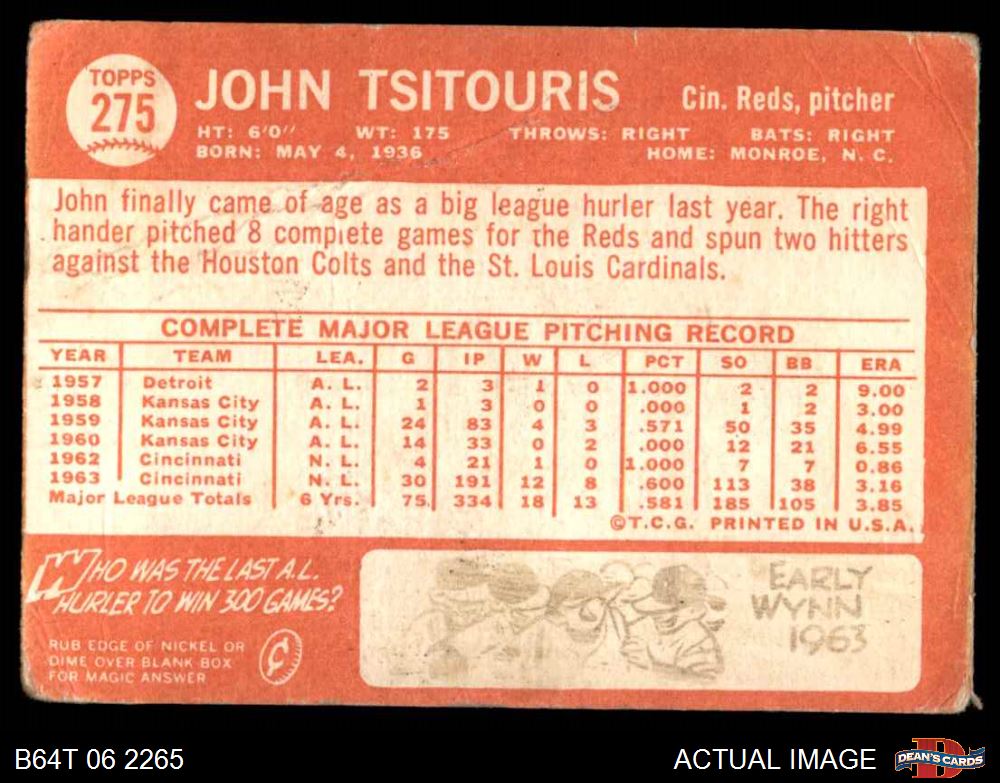 TOPPS
275
JOHN TSITOURIS
Cin. Reds, pitcher
HT: 6'0" WT: 175 THROWS: RIGHT BATS: RIGHT
BORN: MAY 4, 1936 HOME: MONROE, N. C.
John finally came of age as a big league hurler last year. The right
hander pitched 8 complete games for the Reds and spun two hitters
against the Houston Colts and the St. Louis Cardinals.
COMPLETE MAJOR LEAGUE PITCHING RECORD
YEAR TEAM LEA. G IP W L PCT SO BB ERA
1957 Detroit A. L. 2 3 1 0 1.000 2 2 9.00
1958 Kansas City A. L. 1 3 0 0 .000 1 2 3.00
1959 Kansas City A. L. 24 83 4 3 .571 50 35 4.99
1960 Kansas City A. L. 14 33 0 2 .000 12 21 6.55
1962 Cincinnati N. L. 4 21 1 0 1.000 7 7 0.86
1963 Cincinnati N. L. 30 191 12 8 .600 113 38 3.16
Major League Totals 6 Yrs. 75 334 18 13 .581 185 105 3.85
©T.C.G. PRINTED IN U.S.A.
WHO WAS THE LAST A.L.
HURLER TO WIN 300 GAMES?
RUB EDGE OF NICKEL OR
DIME OVER BLANK BOX
FOR MAGIC ANSWER
¢
EARLY
WYNN
1963
B64T 06 2265
ACTUAL IMAGE
D
DEAN'S CARDS